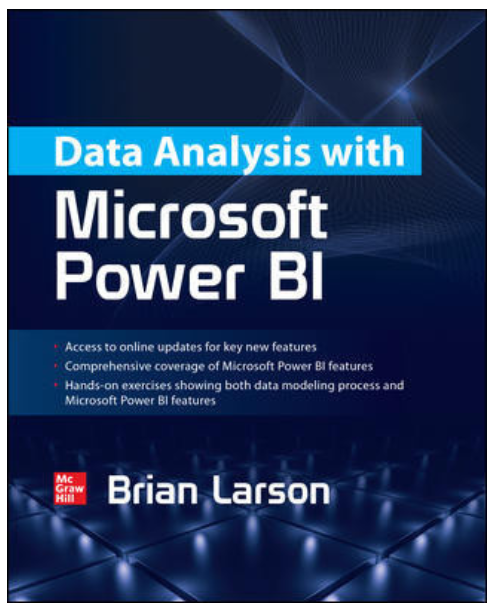 Data Analysis with
Microsoft
Power BI
• Access to online updates for key new features
• Comprehensive coverage of Microsoft Power BI features
• Hands-on exercises showing both data modeling process and
Microsoft Power BI features
Mc
Graw
Hill
Brian Larson